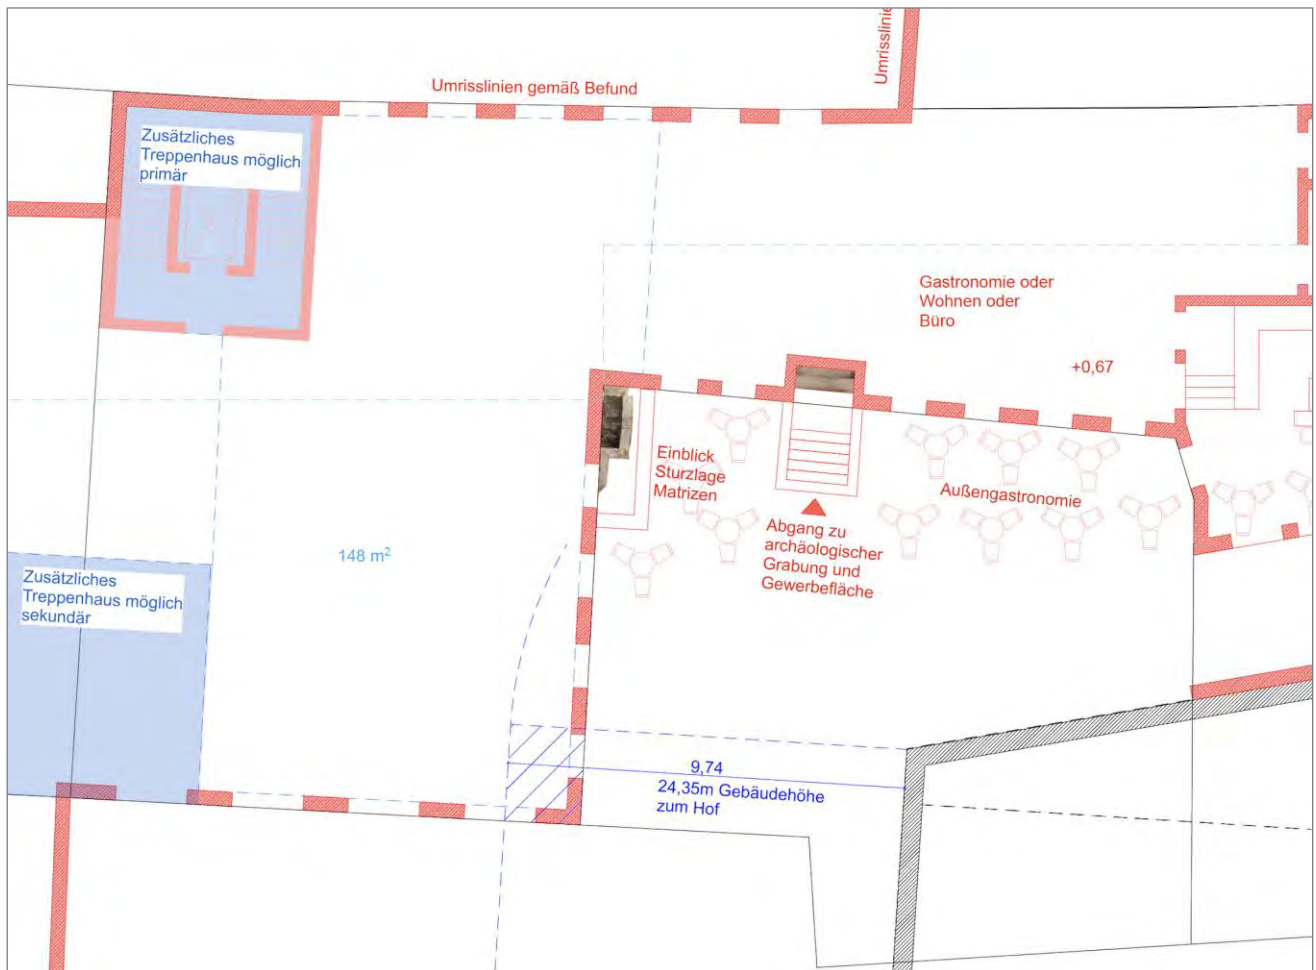 Umrisslinien gemäß Befund
Umrisslinie
Zusätzliches
Treppenhaus möglich
primär
Gastronomie oder
Wohnen oder
Büro
+0,67
Einblick
Sturzlage
Matrizen
Außengastronomie
Abgang zu
archäologischer
Grabung und
Gewerbefläche
148 m²
Zusätzliches
Treppenhaus möglich
sekundär
9,74
24,35m Gebäudehöhe
zum Hof